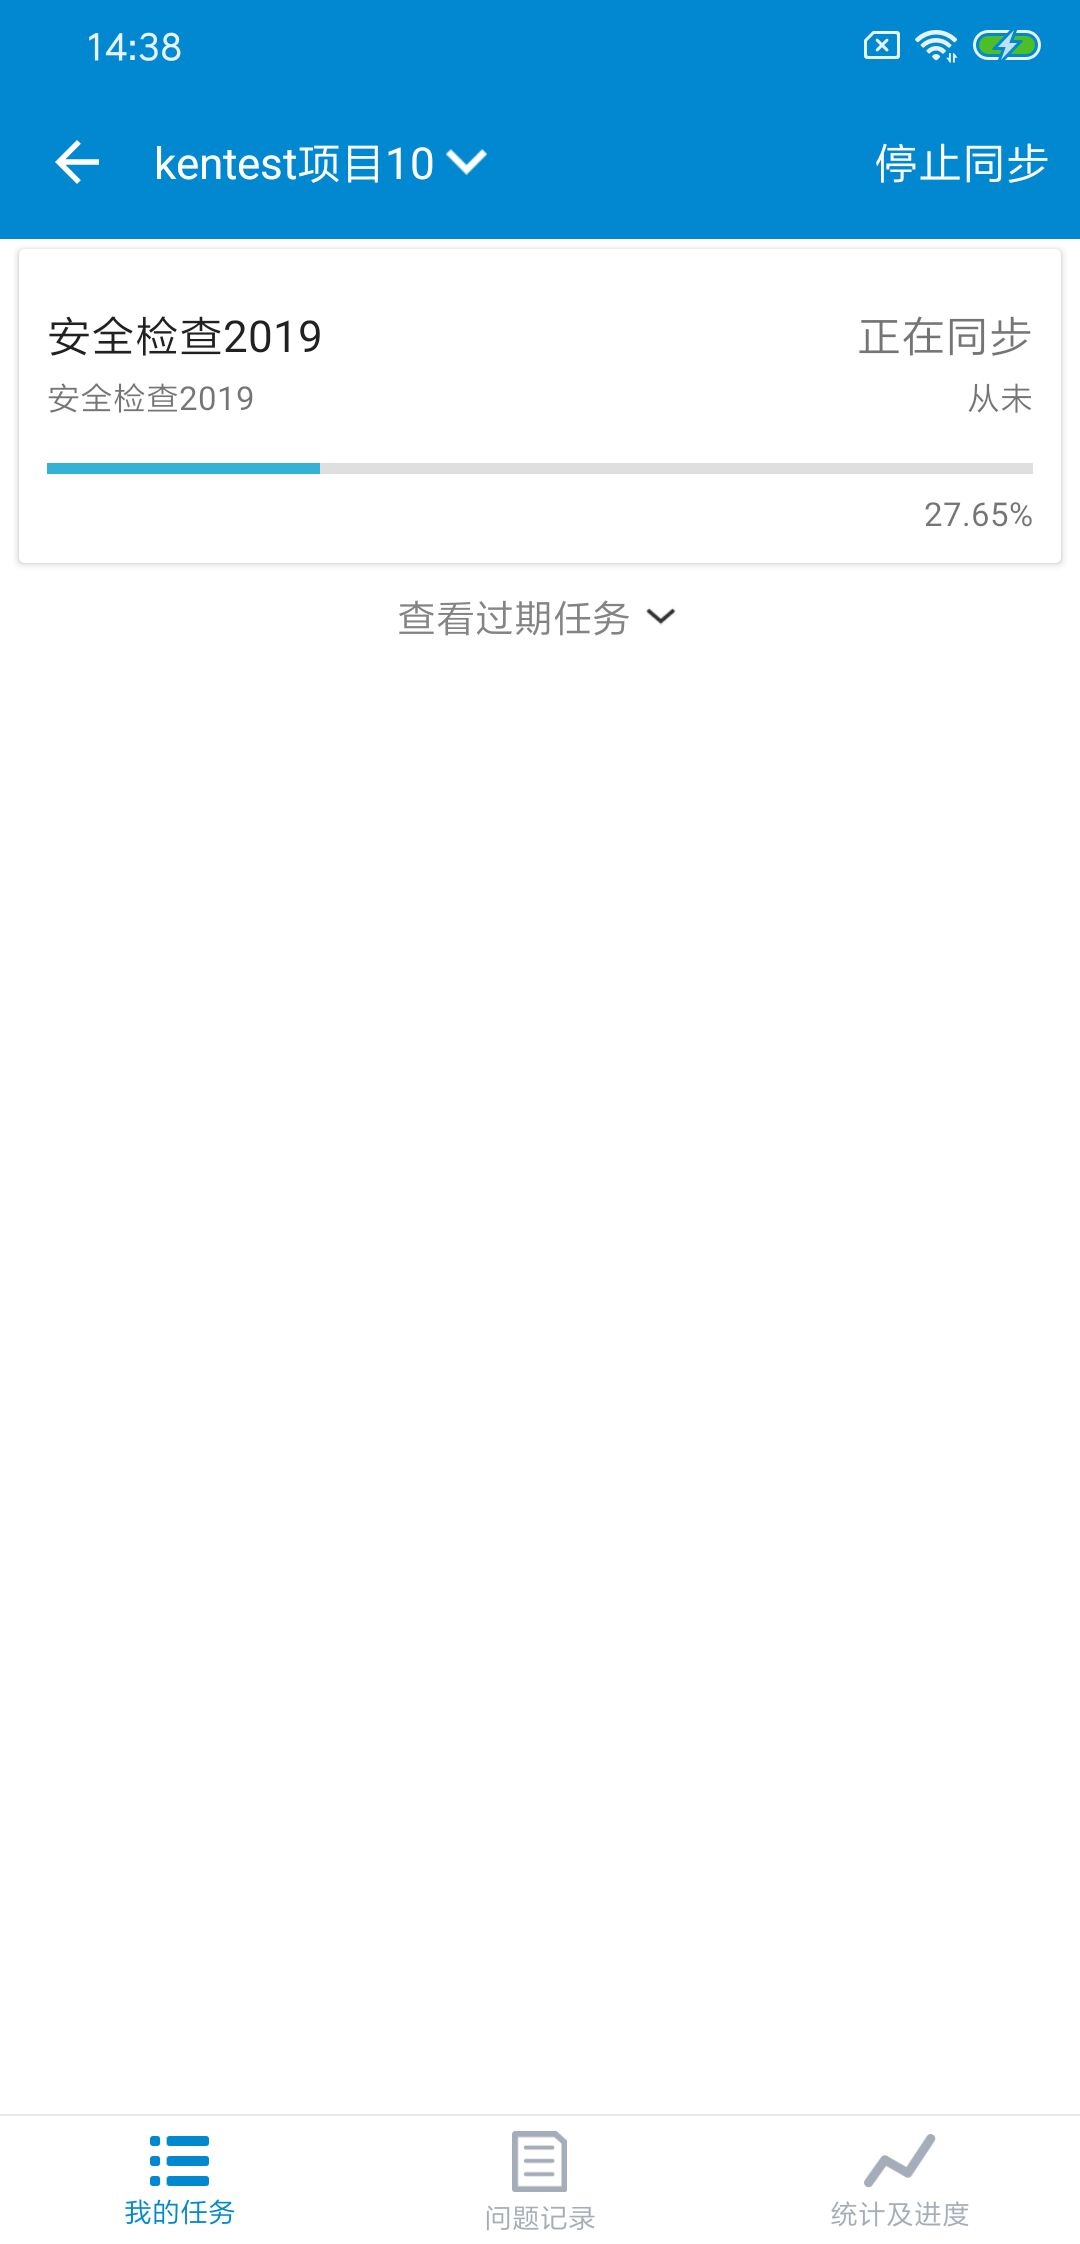 14:38
kentest项目10
停止同步
安全检查2019
正在同步
安全检查2019
从未
27.65%
查看过期任务
我的任务
问题记录
统计及进度